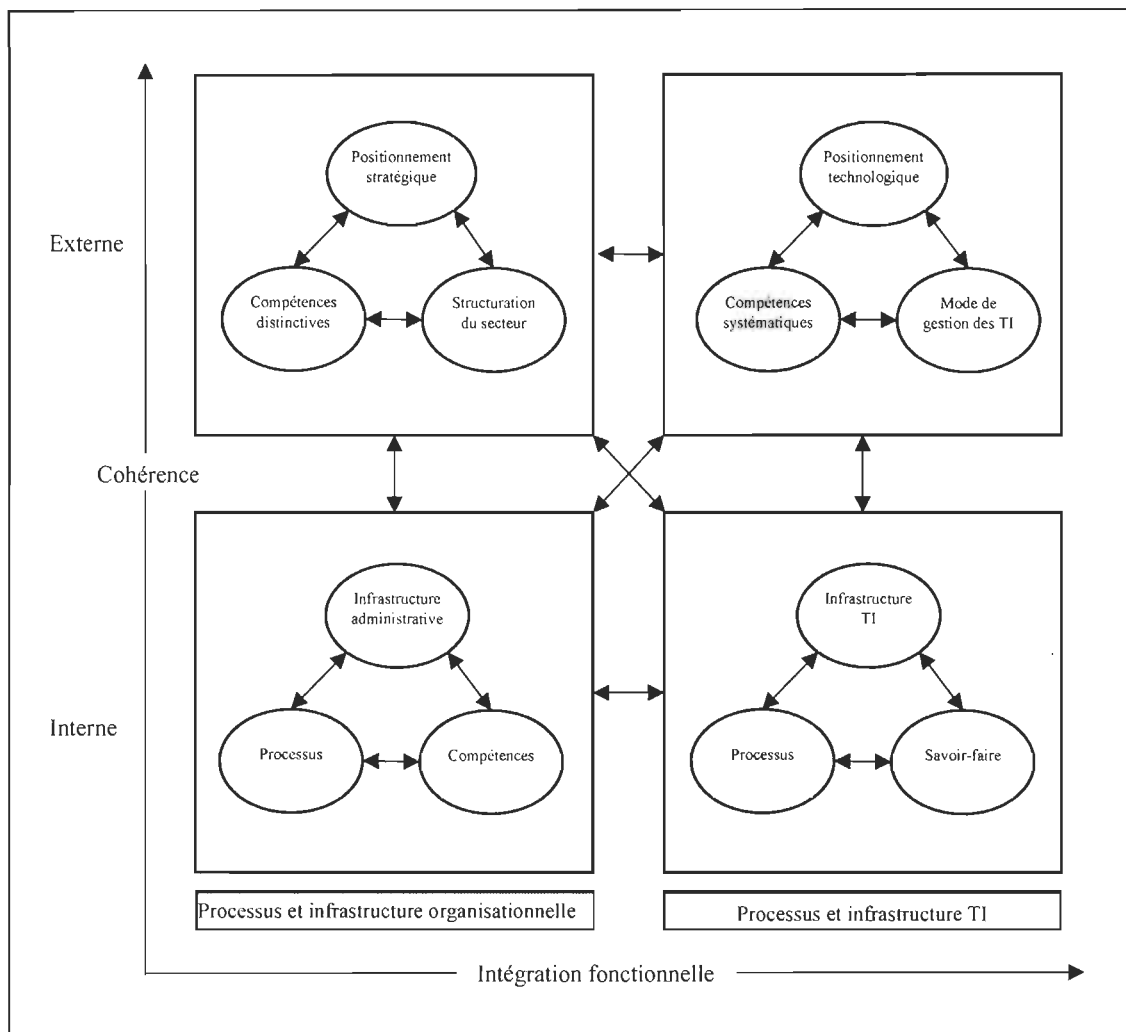 Positionnement
stratégique
Positionnement
technologique
Externe
Compétences
distinctives
Structuration
du secteur
Compétences
systématiques
Mode de
gestion des TI
Cohérence
Infrastructure
administrative
Infrastructure
TI
Interne
Processus
Compétences
Processus
Savoir-faire
Processus et infrastructure organisationnelle
Processus et infrastructure TI
Intégration fonctionnelle